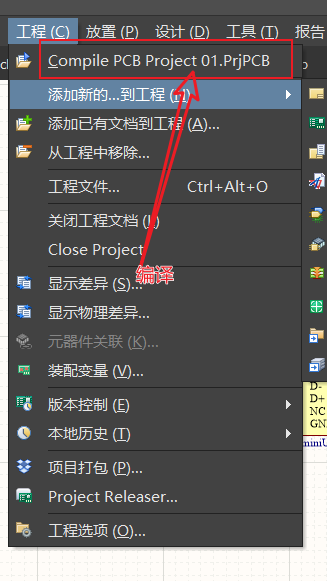 工程 (C) 放置 (P) 设计 (D) 工具 (T)
Compile PCB Project 01.PrjPCB
添加新的...到工程 (N)
添加已有文档到工程 (A)...
从工程中移除...
工程文件... Ctrl+Alt+O
关闭工程文档 (L)
Close Project
编译
显示差异 (S)...
显示物理差异...
元器件关联 (K)...
装配变量 (V)...
版本控制 (E)
本地历史 (T)
项目打包 (P)...
Project Releaser...
工程选项 (O)...
D-
D+
NC
GN
miniU